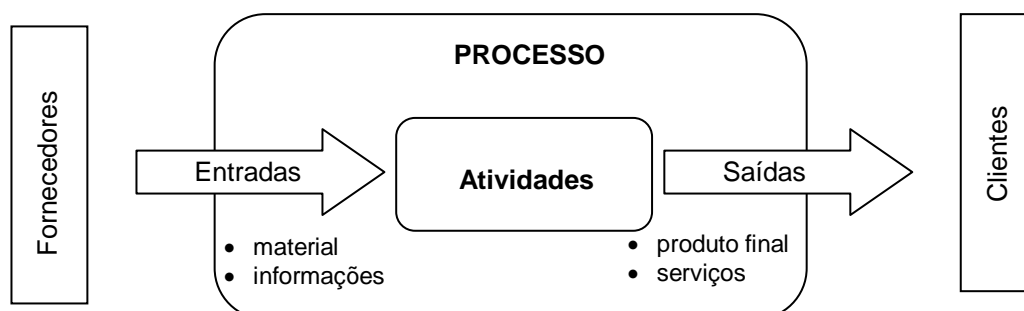 PROCESSO
Fornecedores
Entradas
Atividades
Saídas
Clientes
• material
• informações
• produto final
• serviços